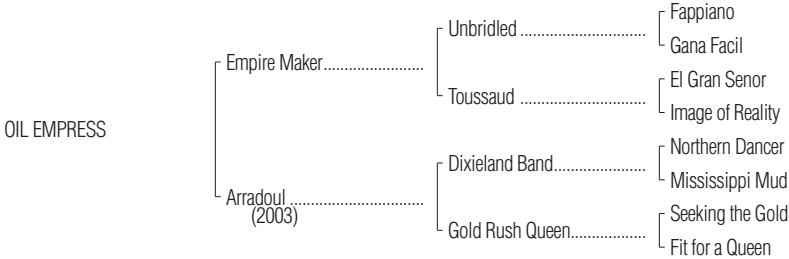 Fappiano
Unbridled ..............................
Gana Facil
Empire Maker........................
El Gran Senor
Toussaud ..............................
Image of Reality
OIL EMPRESS
Northern Dancer
Dixieland Band......................
Mississippi Mud
Arradoul ................................
(2003)
Seeking the Gold
Gold Rush Queen..................
Fit for a Queen